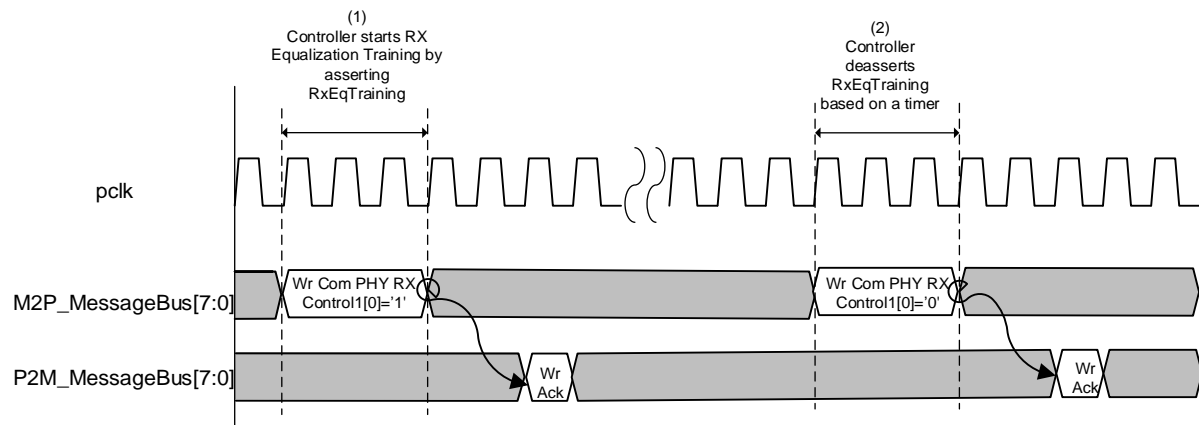 (1)
Controller starts RX
Equalization Training by
asserting
RxEqTraining
(2)
Controller
deasserts
RxEqTraining
based on a timer
pclk
M2P_MessageBus[7:0]
Wr Com PHY RX
Control1[0]='1'
Wr Com PHY RX
Control1[0]='0'
P2M_MessageBus[7:0]
Wr
Ack
Wr
Ack